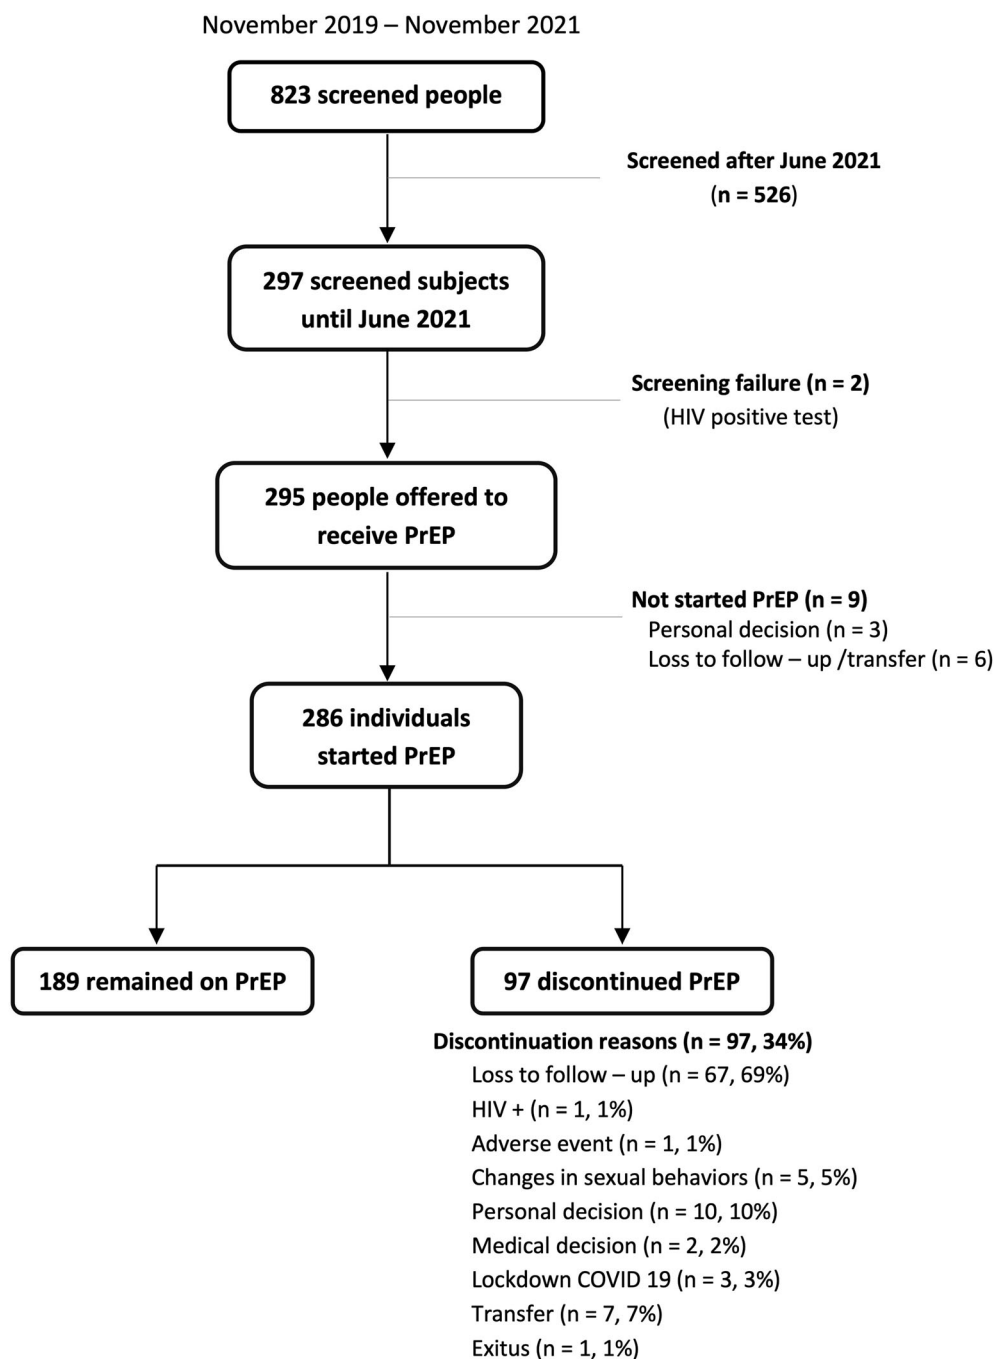 November 2019 – November 2021
823 screened people
Screened after June 2021
(n = 526)
297 screened subjects
until June 2021
Screening failure (n = 2)
(HIV positive test)
295 people offered to
receive PrEP
Not started PrEP (n = 9)
Personal decision (n = 3)
Loss to follow – up /transfer (n = 6)
286 individuals
started PrEP
189 remained on PrEP
97 discontinued PrEP
Discontinuation reasons (n = 97, 34%)
Loss to follow – up (n = 67, 69%)
HIV + (n = 1, 1%)
Adverse event (n = 1, 1%)
Changes in sexual behaviors (n = 5, 5%)
Personal decision (n = 10, 10%)
Medical decision (n = 2, 2%)
Lockdown COVID 19 (n = 3, 3%)
Transfer (n = 7, 7%)
Exitus (n = 1, 1%)